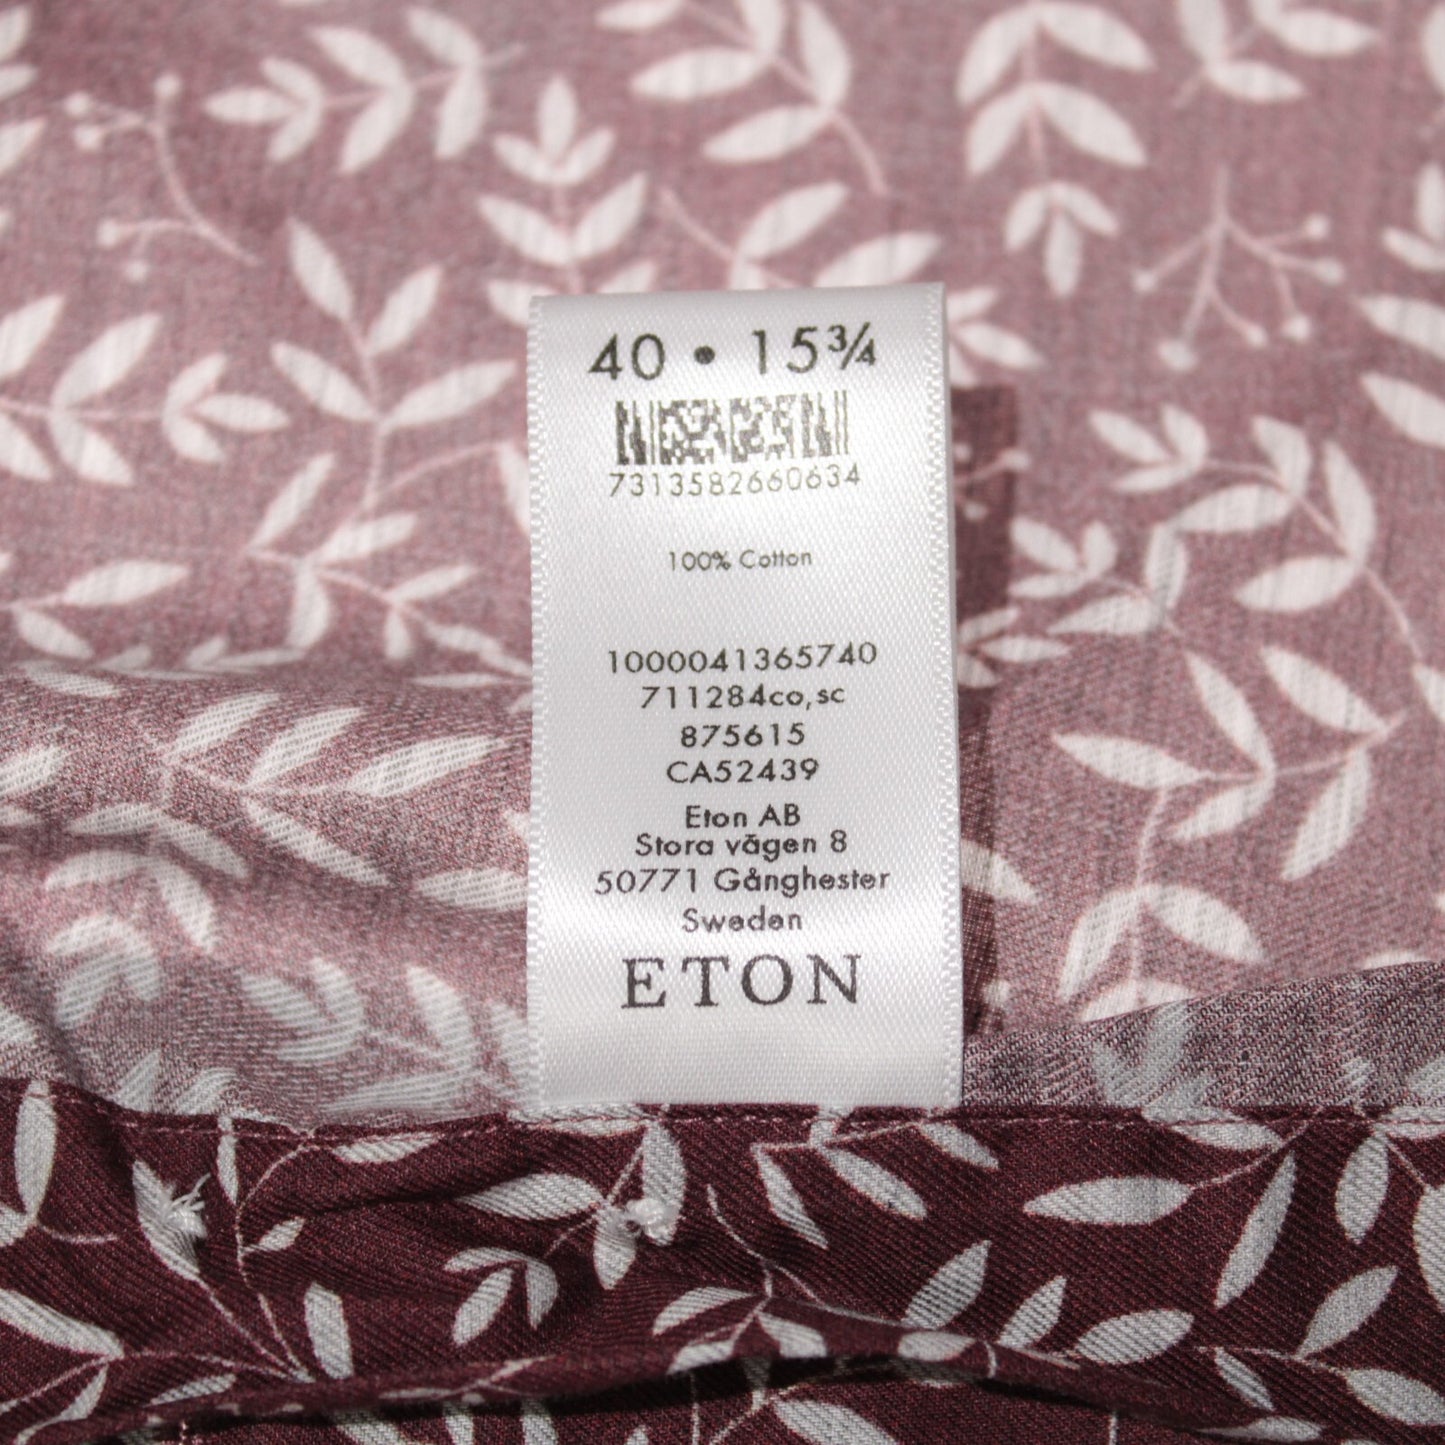 40 • 15¾
7313582660634
100% Cotton
1000041365740
711284co,sc
875615
CA52439
Eton AB
Stora vägen 8
50771 Gånghester
Sweden
ETON